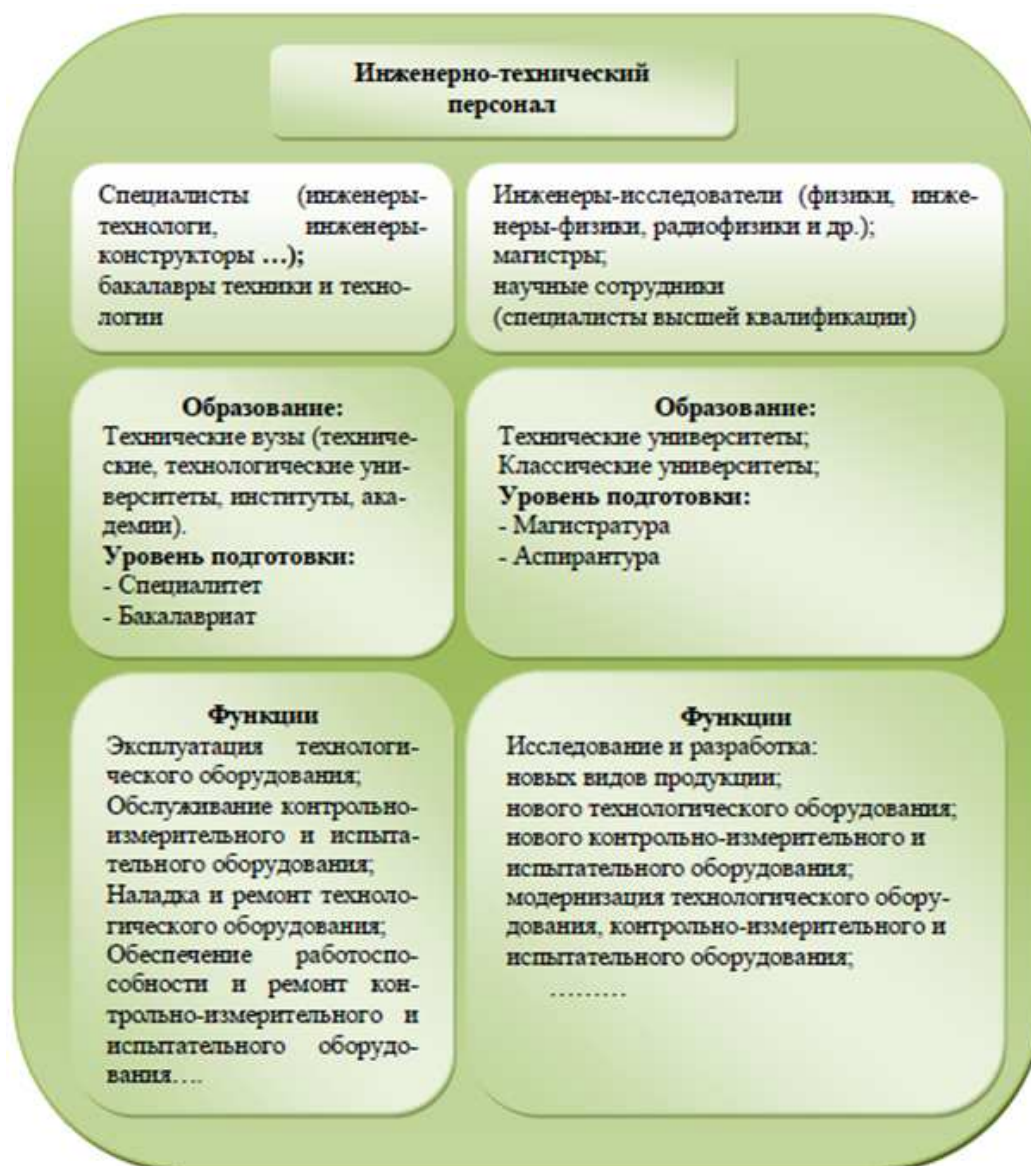 Инженерно-технический
персонал
Специалисты (инженеры-
технологи, инженеры-
конструкторы …);
бакалавры техники и техно-
логии
Инженеры-исследователи (физики, инже-
неры-физики, радиофизики и др.);
магистры;
научные сотрудники
(специалисты высшей квалификации)
Образование:
Технические вузы (техниче-
ские, технологические уни-
верситеты, институты, ака-
демии).
Уровень подготовки:
- Специалитет
- Бакалавриат
Образование:
Технические университеты;
Классические университеты;
Уровень подготовки:
- Магистратура
- Аспирантура
Функции
Эксплуатация технологи-
ческого оборудования;
Обслуживание контрольно-
измерительного и испыта-
тельного оборудования;
Наладка и ремонт техноло-
гического оборудования;
Обеспечение работоспо-
собности и ремонт кон-
трольно-измерительного и
испытательного оборудо-
вания….
Функции
Исследование и разработка:
новых видов продукции;
нового технологического оборудования;
нового контрольно-измерительного и
испытательного оборудования;
модернизация технологического обору-
дования, контрольно-измерительного и
испытательного оборудования;
………